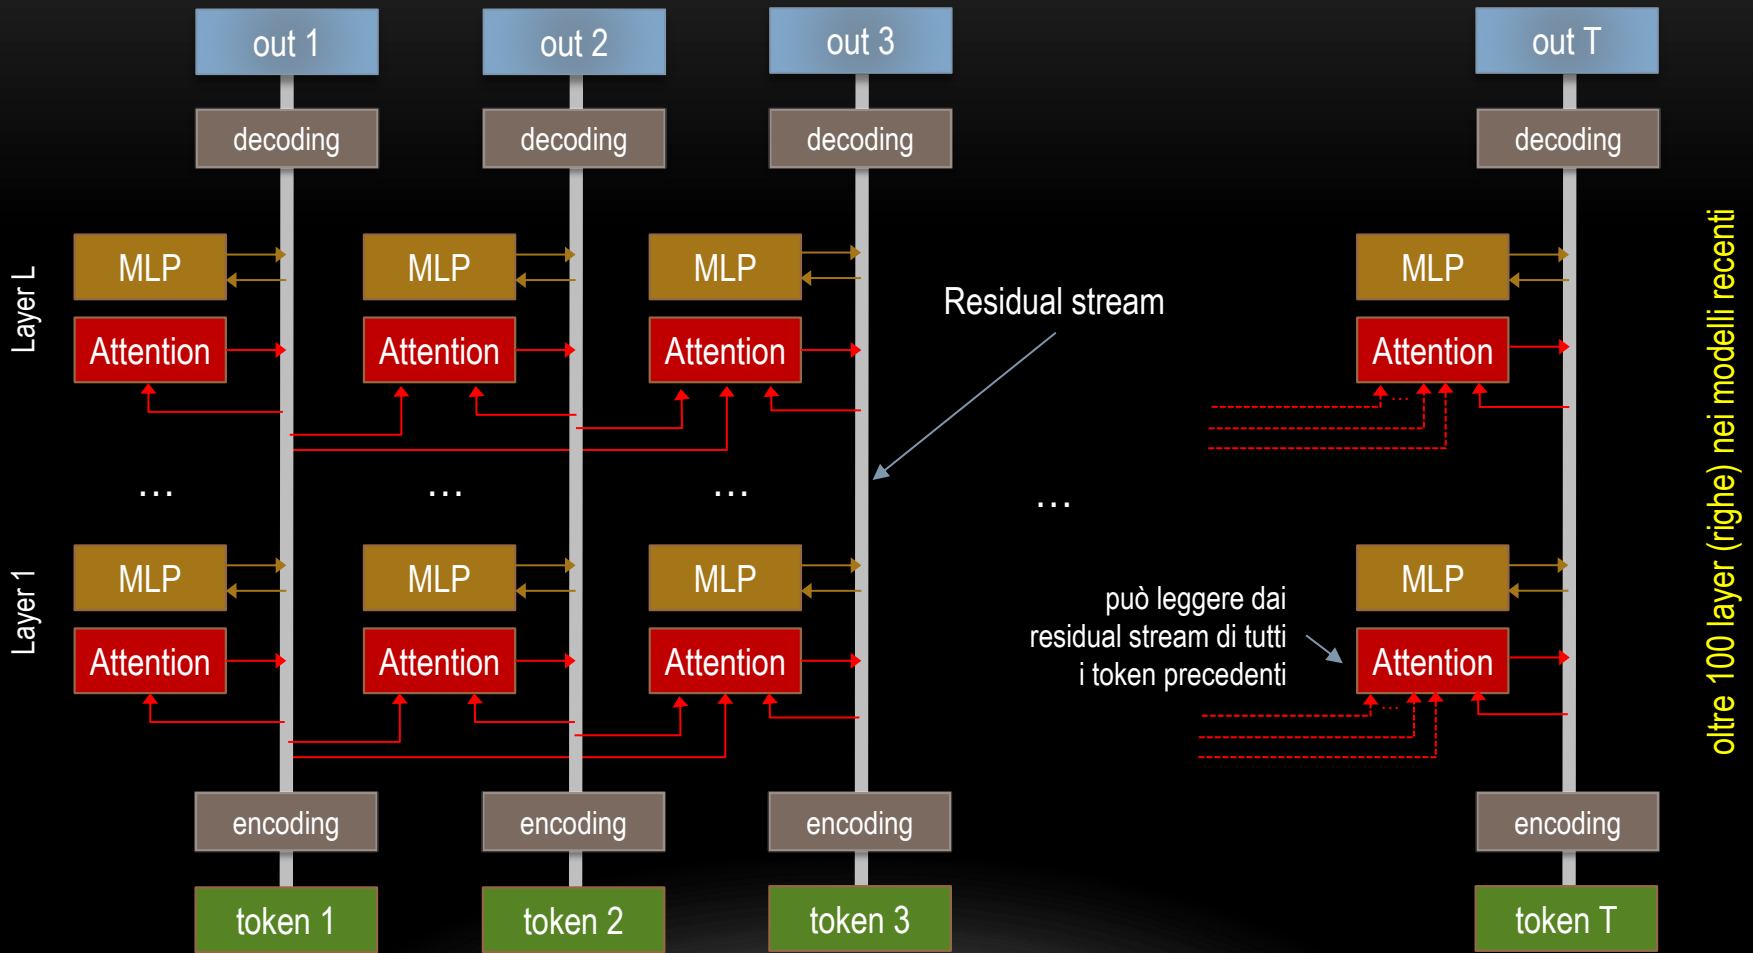 out 1
out 2
out 3
out T
decoding
decoding
decoding
decoding
Layer L
MLP
MLP
MLP
MLP
Residual stream
Attention
Attention
Attention
Attention
...
...
...
...
...
oltre 100 layer (righe) nei modelli recenti
Layer 1
MLP
MLP
MLP
MLP
può leggere dai
residual stream di tutti
i token precedenti
Attention
Attention
Attention
Attention
...
encoding
encoding
encoding
encoding
token 1
token 2
token 3
token T